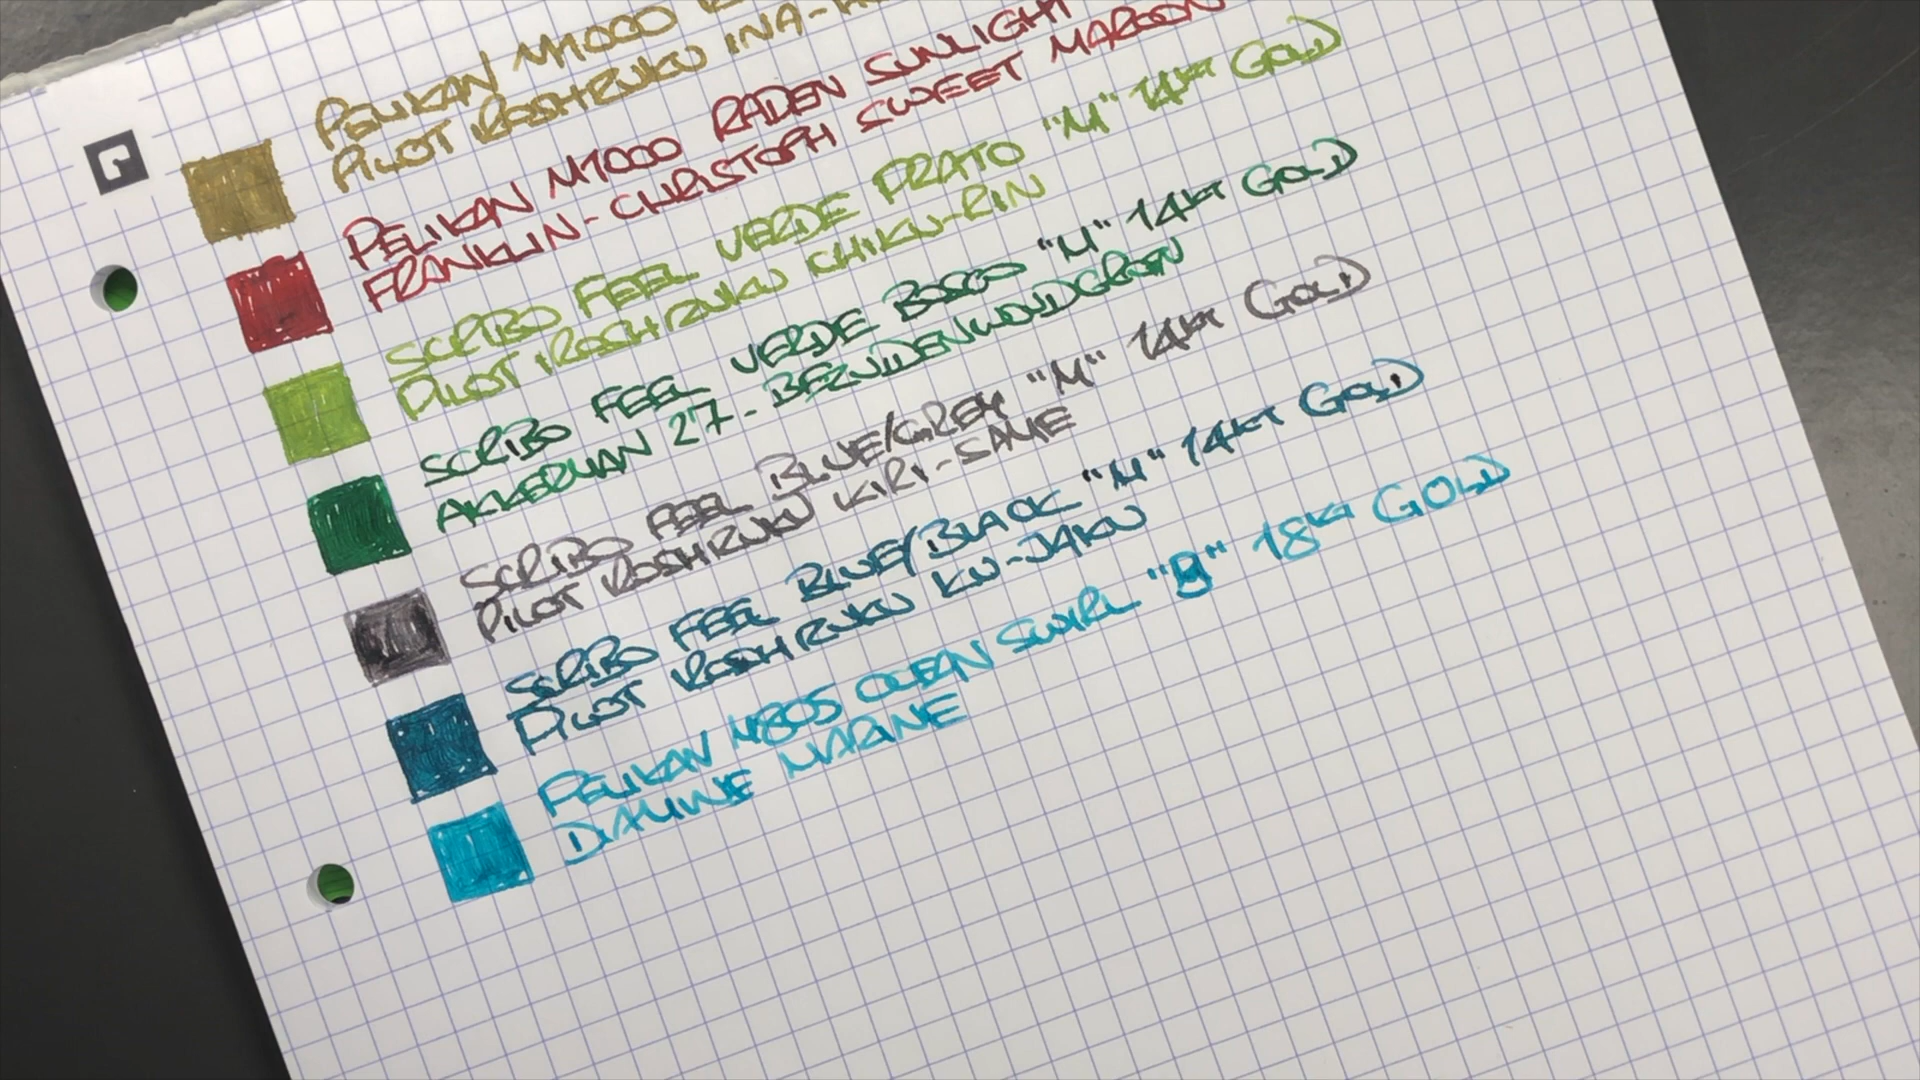 PELIKAN M1000
PILOT IROSHIZUKU INA-HO
PELIKAN M1000 RADEN SUNLIGHT
FRANKLIN-CHRISTOPH SWEET MAROON
SCRIBO FEEL VERDE PRATO "M" 14KT GOLD
PILOT IROSHIZUKU CHIKU-RIN
SCRIBO FEEL VERDE BOSCO "M" 14KT GOLD
AKKERMAN 27 - BEZUIDENWOUDGROEN
SCRIBO FEEL BLUE/GREY "M" 14KT GOLD
PILOT IROSHIZUKU KIRI-SAME
SCRIBO FEEL BLUE/BLACK "M" 14KT GOLD
PILOT IROSHIZUKU KU-JAKU
PELIKAN M805 OCEAN SWIRL "B" 18KT GOLD
DIAMINE MARINE